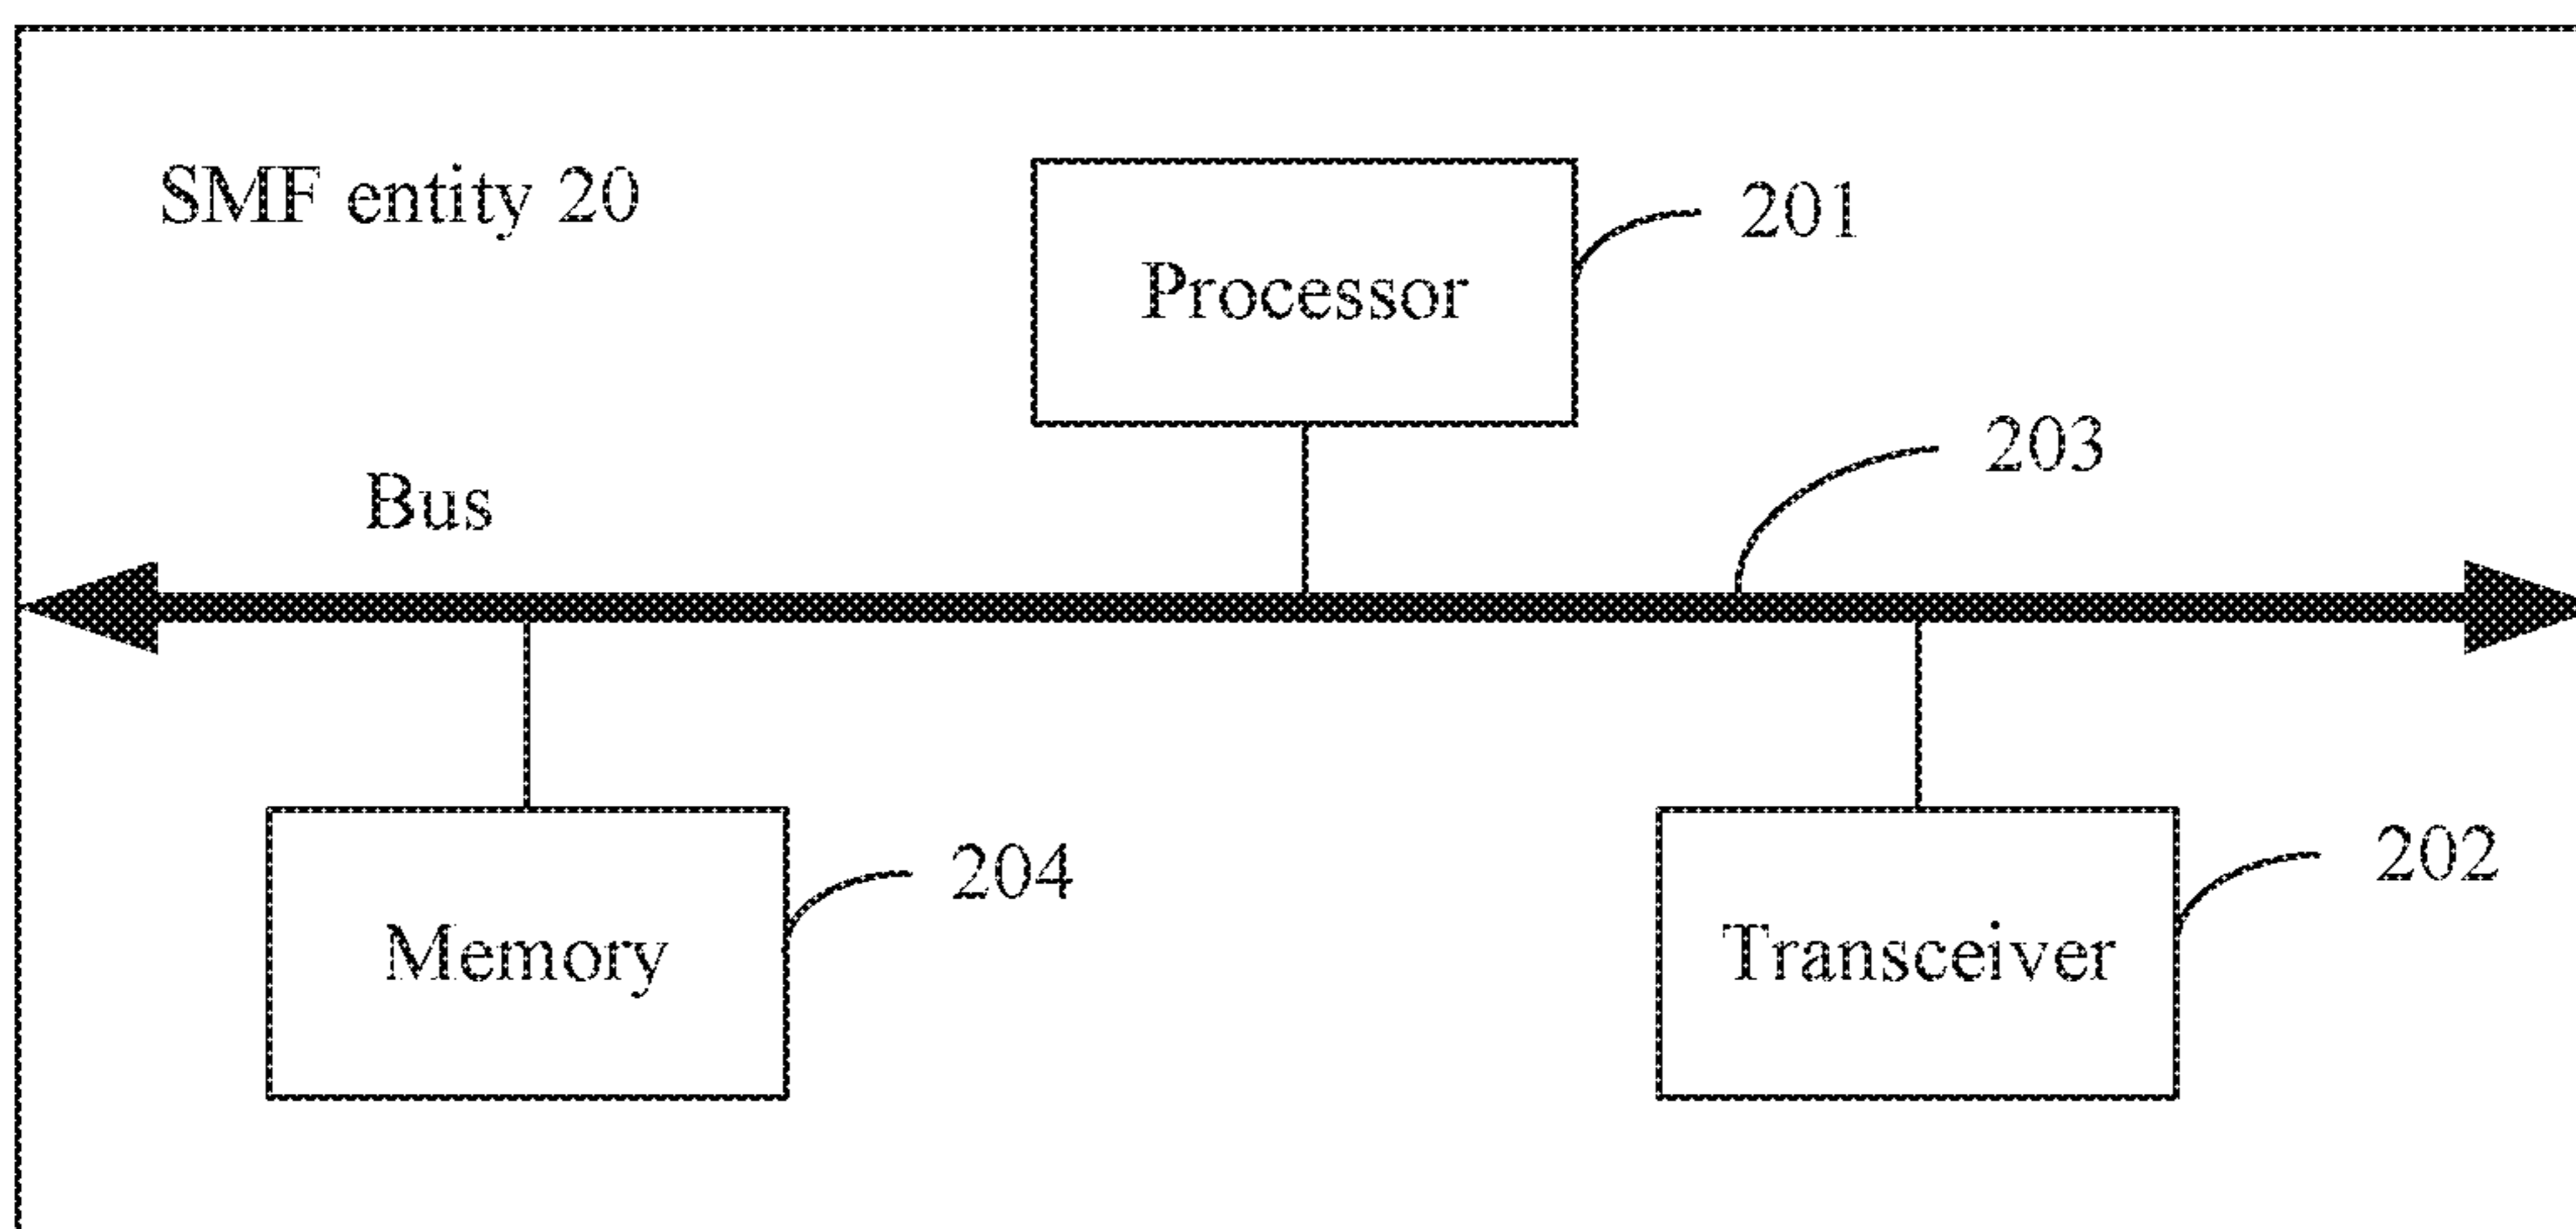 SMF entity 20
201
Processor
203
Bus
204
202
Memory
Transceiver